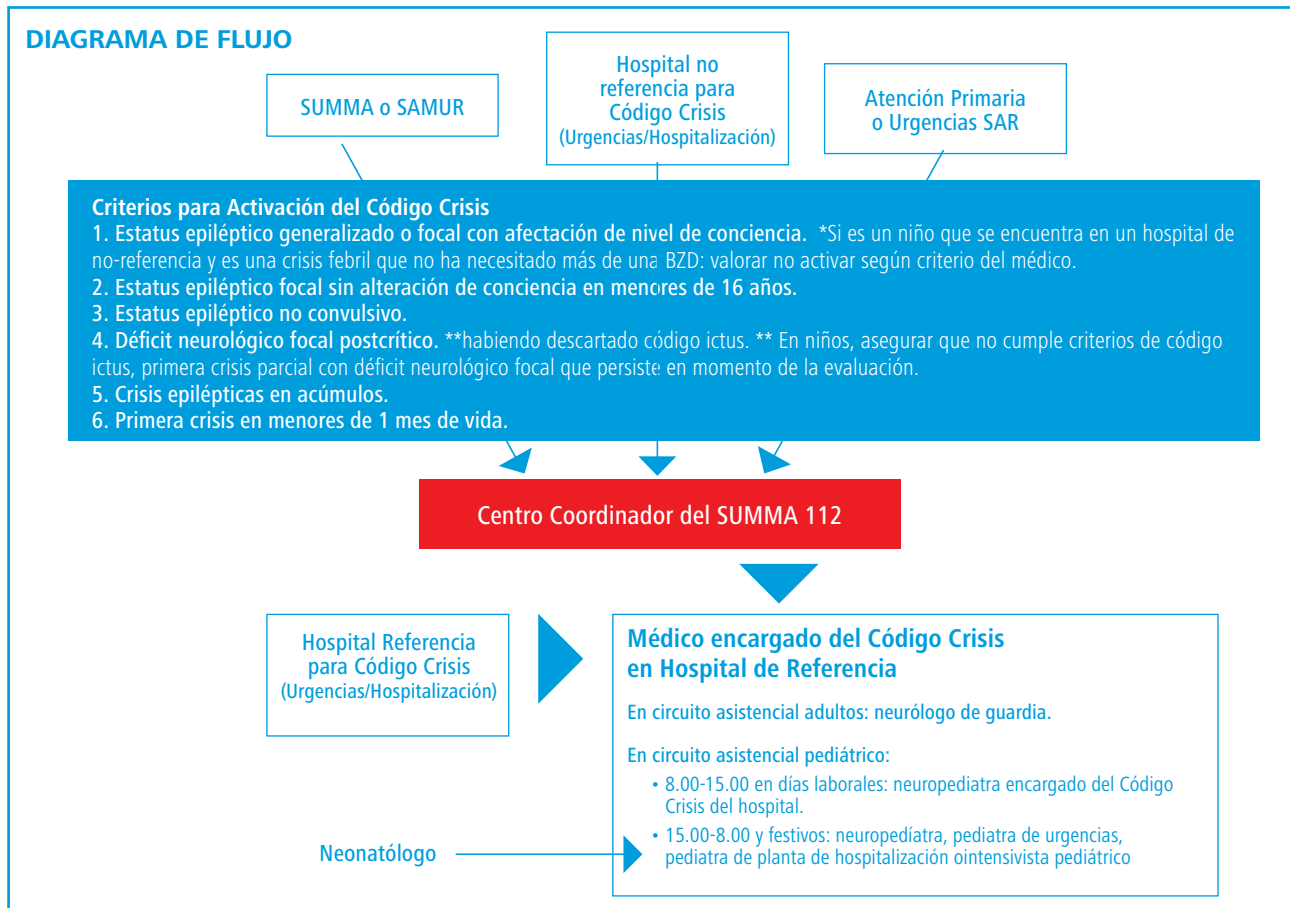 DIAGRAMA DE FLUJO
SUMMA o SAMUR
Hospital no
referencia para
Código Crisis
(Urgencias/Hospitalización)
Atención Primaria
o Urgencias SAR
Criterios para Activación del Código Crisis
1. Estatus epiléptico generalizado o focal con afectación de nivel de conciencia. *Si es un niño que se encuentra en un hospital de
no-referencia y es una crisis febril que no ha necesitado más de una BZD: valorar no activar según criterio del médico.
2. Estatus epiléptico focal sin alteración de conciencia en menores de 16 años.
3. Estatus epiléptico no convulsivo.
4. Déficit neurológico focal postcrítico. **habiendo descartado código ictus. ** En niños, asegurar que no cumple criterios de código
ictus, primera crisis parcial con déficit neurológico focal que persiste en momento de la evaluación.
5. Crisis epilépticas en acúmulos.
6. Primera crisis en menores de 1 mes de vida.
Centro Coordinador del SUMMA 112
Hospital Referencia
para Código Crisis
(Urgencias/Hospitalización)
Médico encargado del Código Crisis
en Hospital de Referencia
En circuito asistencial adultos: neurólogo de guardia.
En circuito asistencial pediátrico:
• 8.00-15.00 en días laborales: neuropediatra encargado del Código
Crisis del hospital.
• 15.00-8.00 y festivos: neuropedíatra, pediatra de urgencias,
pediatra de planta de hospitalización ointensivista pediátrico
Neonatólogo